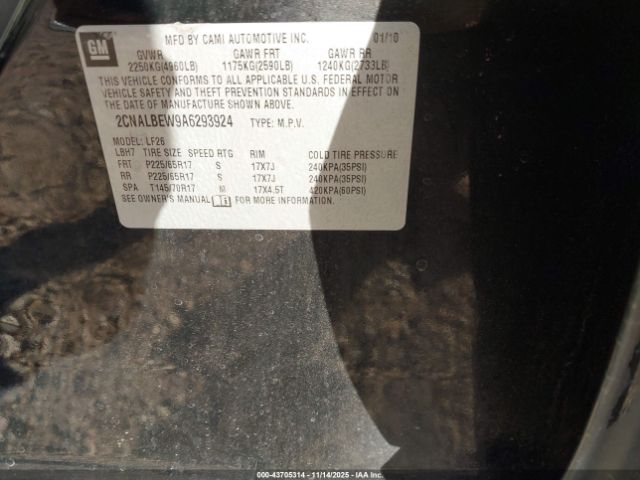 GM
MFD BY CAMI AUTOMOTIVE INC. 01/10
GVWR GAWR FRT GAWR RR
2250KG(4960LB) 1175KG(2590LB) 1240KG(2733LB)
THIS VEHICLE CONFORMS TO ALL APPLICABLE U.S. FEDERAL MOTOR
VEHICLE SAFETY AND THEFT PREVENTION STANDARDS IN EFFECT ON
THE DATE OF MANUFACTURE SHOWN ABOVE.
2CNALBEW9A6293924 TYPE: M.P.V.
MODEL: LF26
LBH7 TIRE SIZE SPEED RTG RIM COLD TIRE PRESSURE
FRT P225/65R17 S 17X7J 240KPA(35PSI)
RR P225/65R17 S 17X7J 240KPA(35PSI)
SPA T145/70R17 M 17X4.5T 420KPA(60PSI)
SEE OWNER'S MANUAL i FOR MORE INFORMATION.
000-43705314 | 11/14/2025 | IAA Inc.